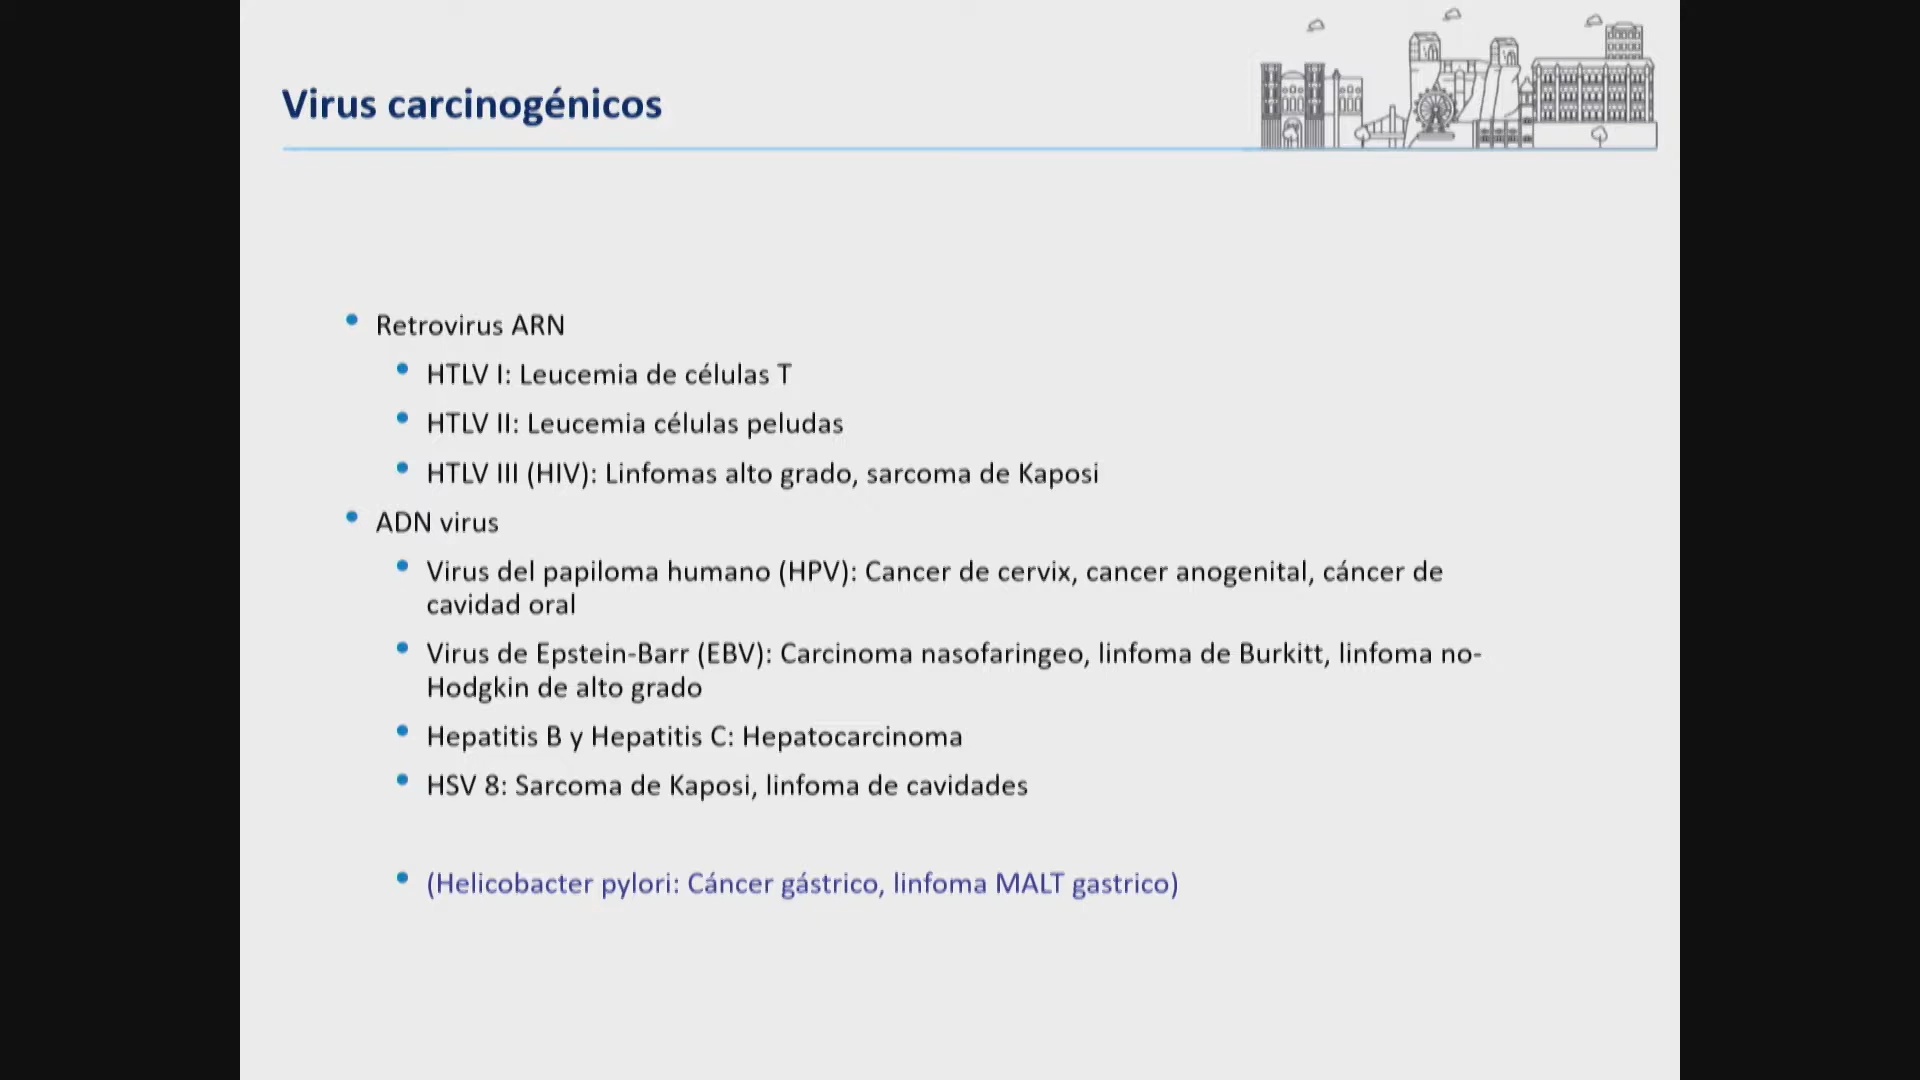 Virus carcinogénicos
Retrovirus ARN
HTLV I: Leucemia de células T
HTLV II: Leucemia células peludas
HTLV III (HIV): Linfomas alto grado, sarcoma de Kaposi
ADN virus
Virus del papiloma humano (HPV): Cancer de cervix, cancer anogenital, cáncer de
cavidad oral
Virus de Epstein-Barr (EBV): Carcinoma nasofaringeo, linfoma de Burkitt, linfoma no-
Hodgkin de alto grado
Hepatitis B y Hepatitis C: Hepatocarcinoma
HSV 8: Sarcoma de Kaposi, linfoma de cavidades
(Helicobacter pylori: Cáncer gástrico, linfoma MALT gastrico)